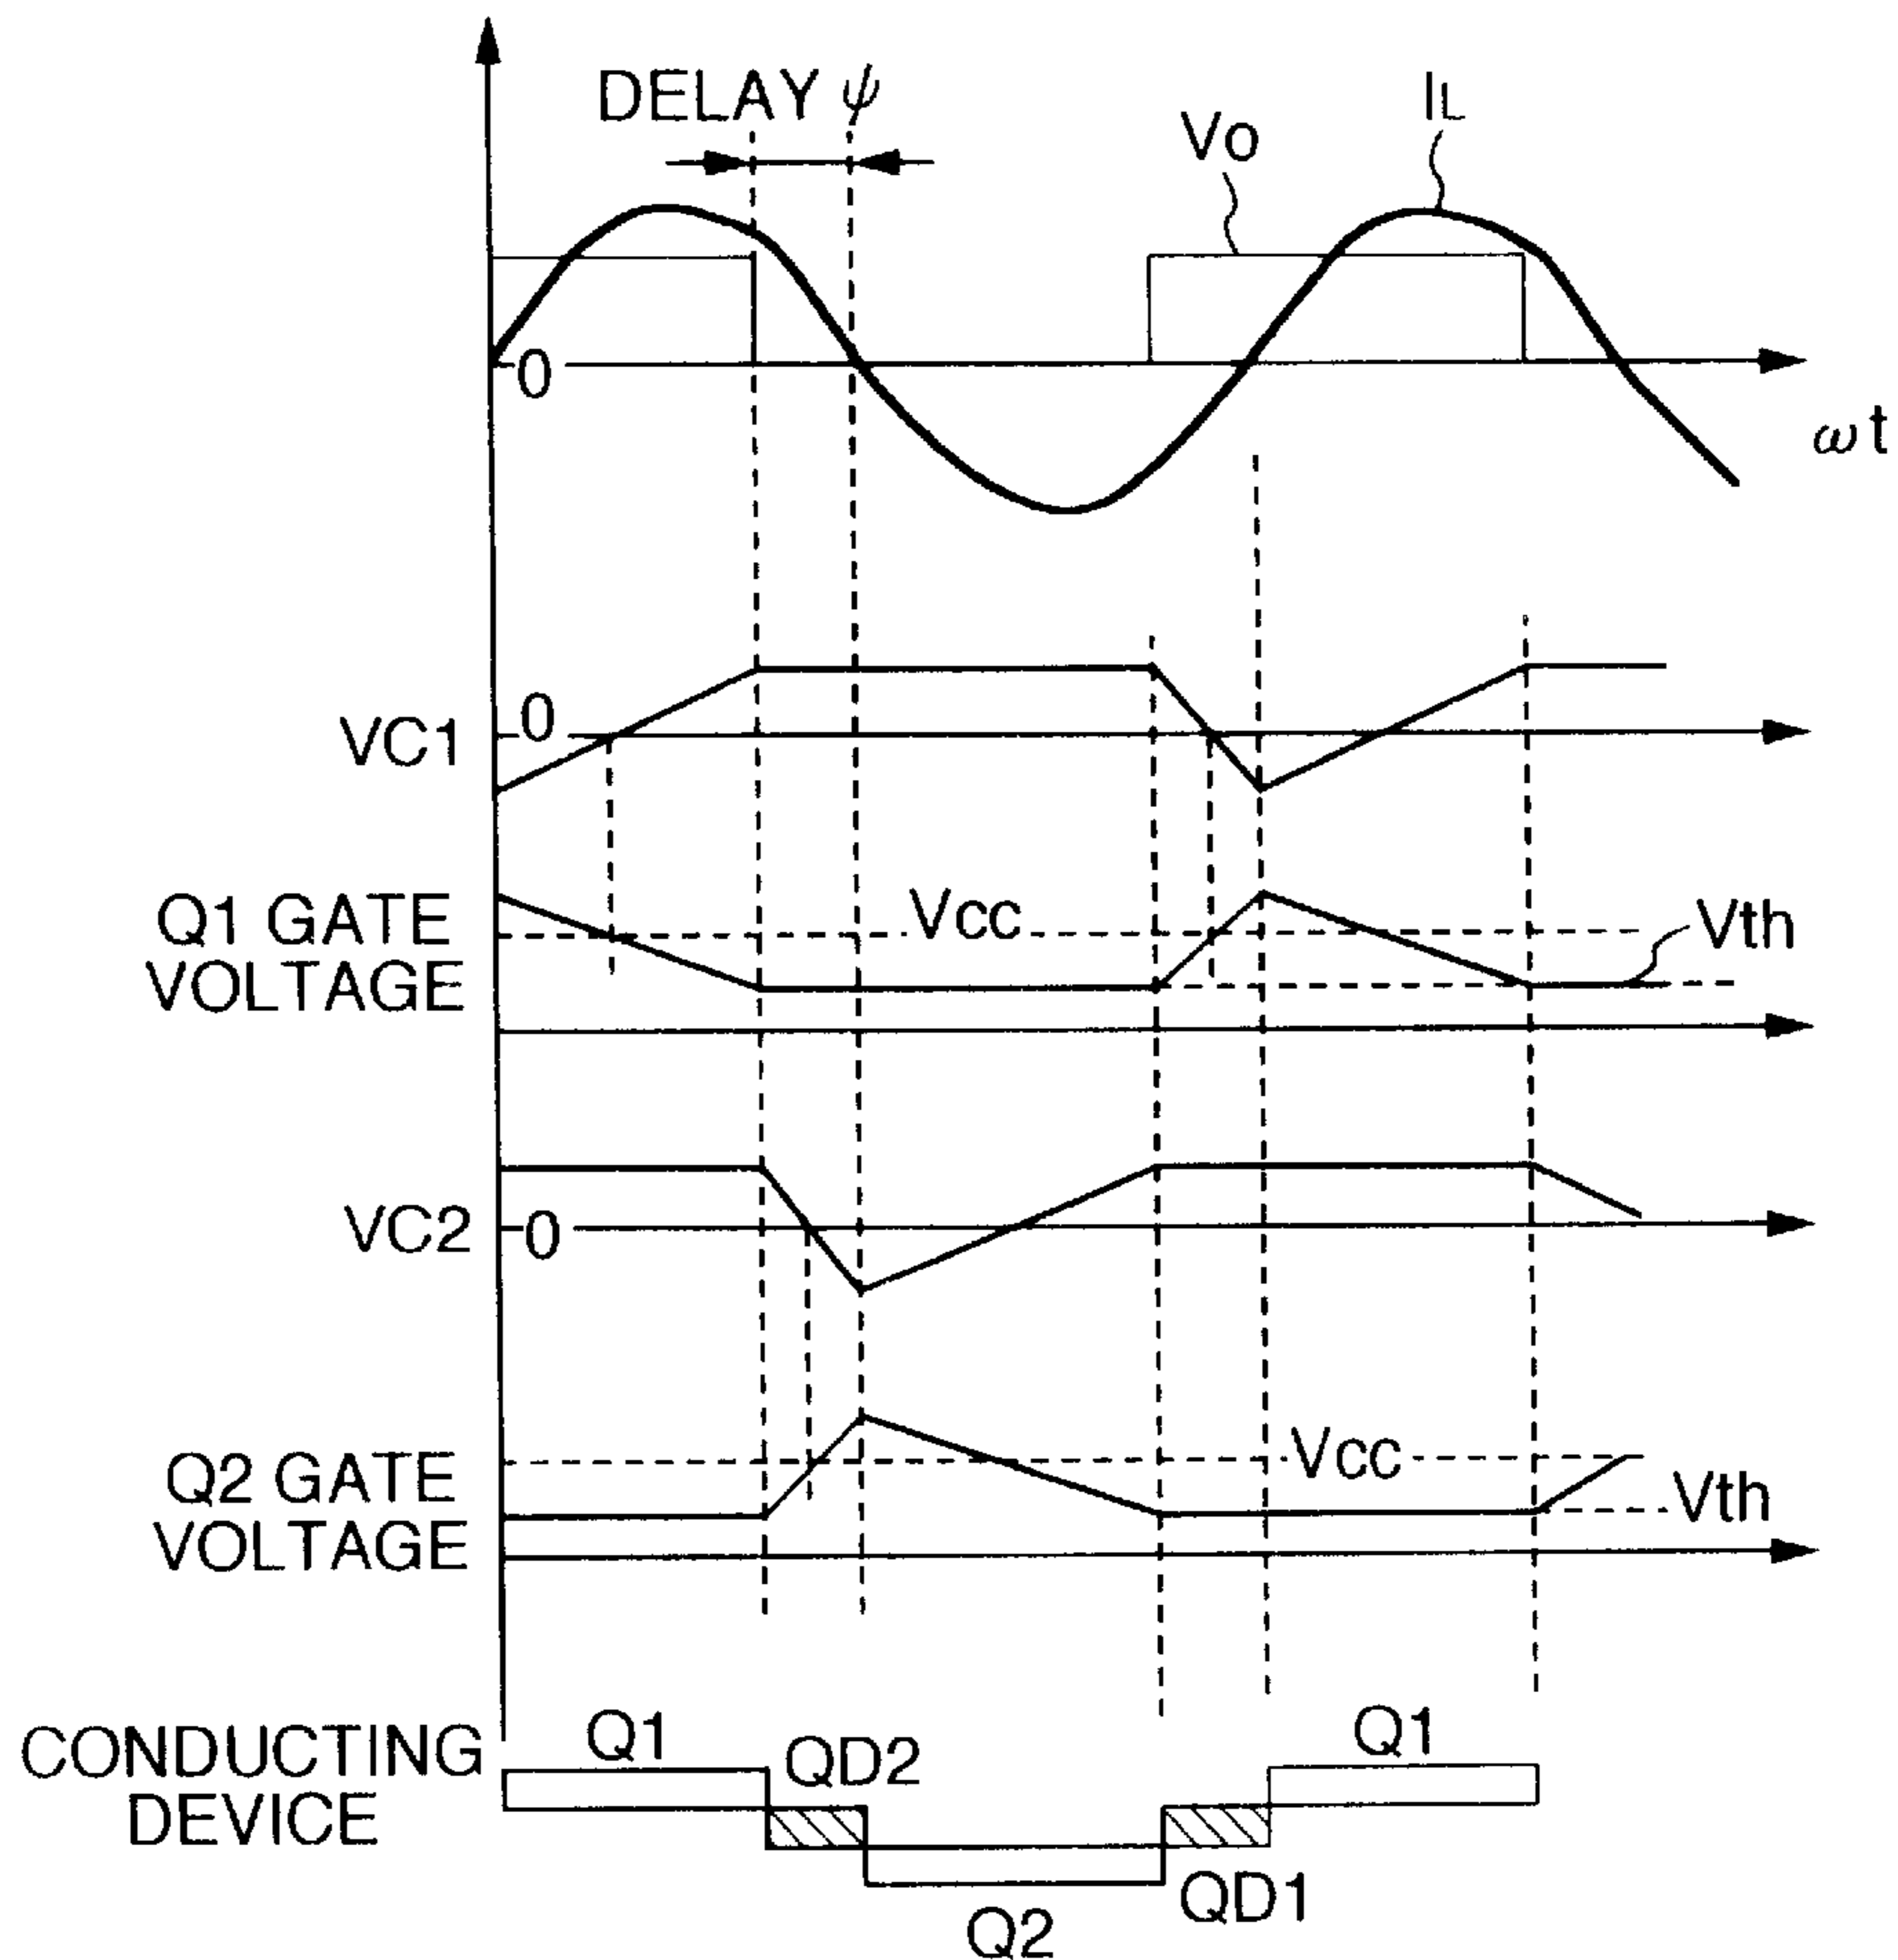 DELAY ψ
Vo
IL
0
ωt
VC1
0
Q1 GATE
VOLTAGE
Vcc
Vth
VC2
0
Q2 GATE
VOLTAGE
Vcc
Vth
CONDUCTING
DEVICE
Q1
QD2
Q2
QD1
Q1